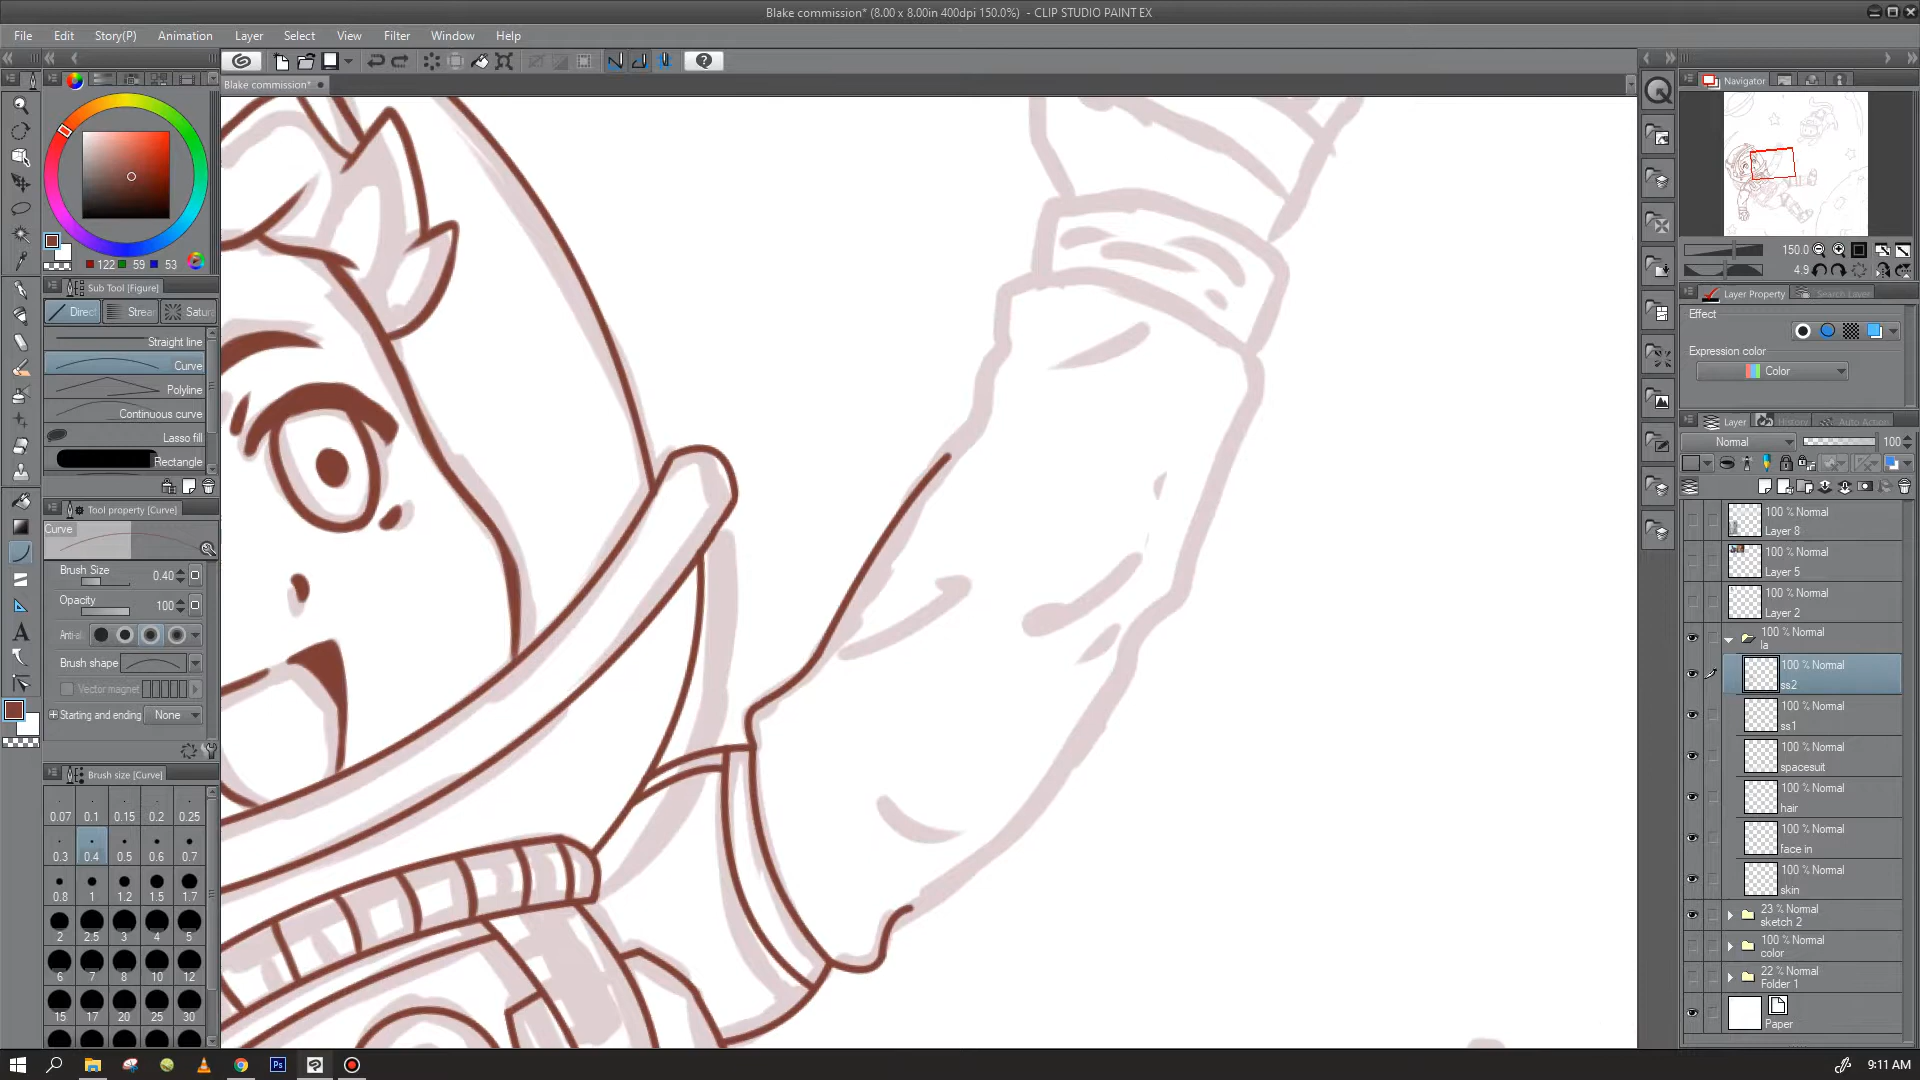 Blake commission* (8.00 x 8.00in 400dpi 150.0%) - CLIP STUDIO PAINT EX
File Edit Story(P) Animation Layer Select View Filter Window Help
Blake commission*
122 59 53
Sub Tool [Figure]
Direct Strea Satura
Straight line
Curve
Polyline
Continuous curve
Lasso fill
Rectangle
Tool property [Curve]
Curve
Brush Size 0.40
Opacity 100
Anti-al
Brush shape
Vector magnet
Starting and ending None
Brush size [Curve]
0.07 0.1 0.15 0.2 0.25
0.3 0.4 0.5 0.6 0.7
0.8 1 1.2 1.5 1.7
2 2.5 3 4 5
6 7 8 10 12
15 17 20 25 30
Navigator
150.0
4.9
Layer Property Search Layer
Effect
Expression color
Color
Layer History Auto Action
Normal 100
100 % Normal
Layer 8
100 % Normal
Layer 5
100 % Normal
Layer 2
100 % Normal
la
100 % Normal
ss2
100 % Normal
ss1
100 % Normal
spacesuit
100 % Normal
hair
100 % Normal
face in
100 % Normal
skin
23 % Normal
sketch 2
100 % Normal
color
22 % Normal
Folder 1
Paper
Ps
9:11 AM